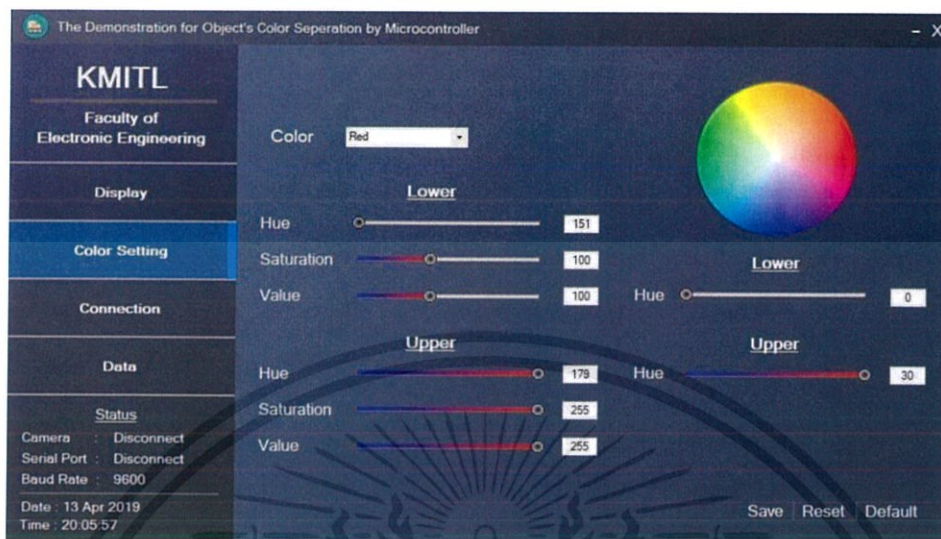 The Demonstration for Object's Color Seperation by Microcontroller
– X
KMITL
Faculty of
Electronic Engineering
Display
Color Setting
Connection
Data
Status
Camera : Disconnect
Serial Port : Disconnect
Baud Rate : 9600
Date : 13 Apr 2019
Time : 20:05:57
Color Red
Lower
Hue 151
Saturation 100
Value 100
Upper
Hue 179
Saturation 255
Value 255
Lower
Hue 0
Upper
Hue 30
Save Reset Default